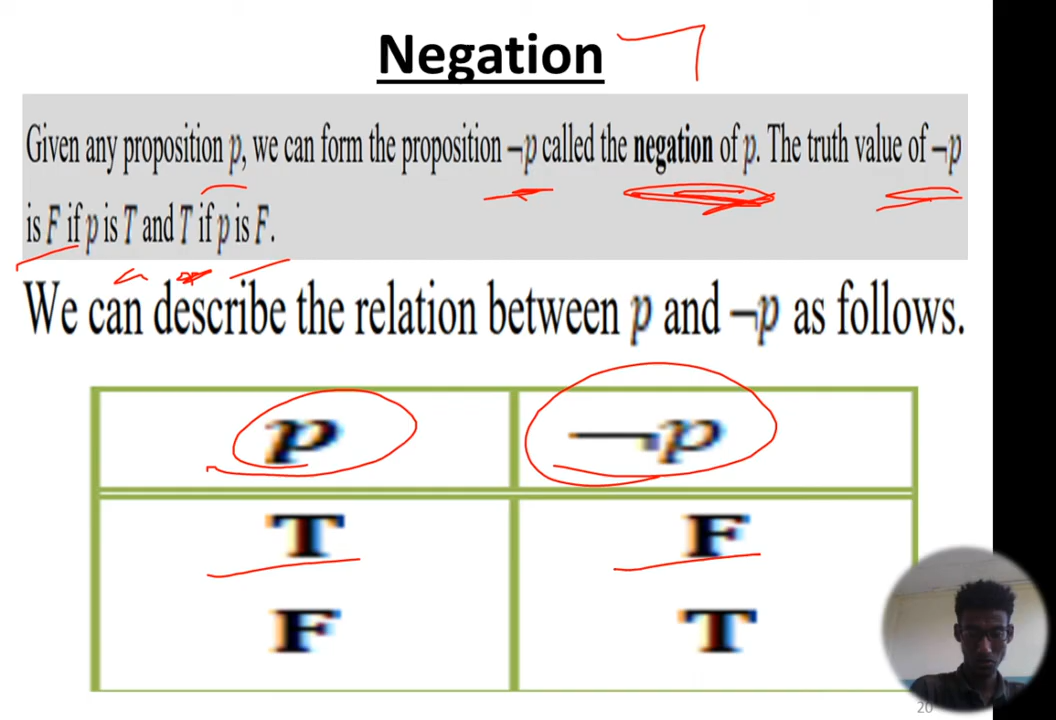 Negation ¬
Given any proposition p, we can form the proposition ¬p called the negation of p. The truth value of ¬p
is F if p is T and T if p is F.
We can describe the relation between p and ¬p as follows.
p ¬p
T F
F T
20